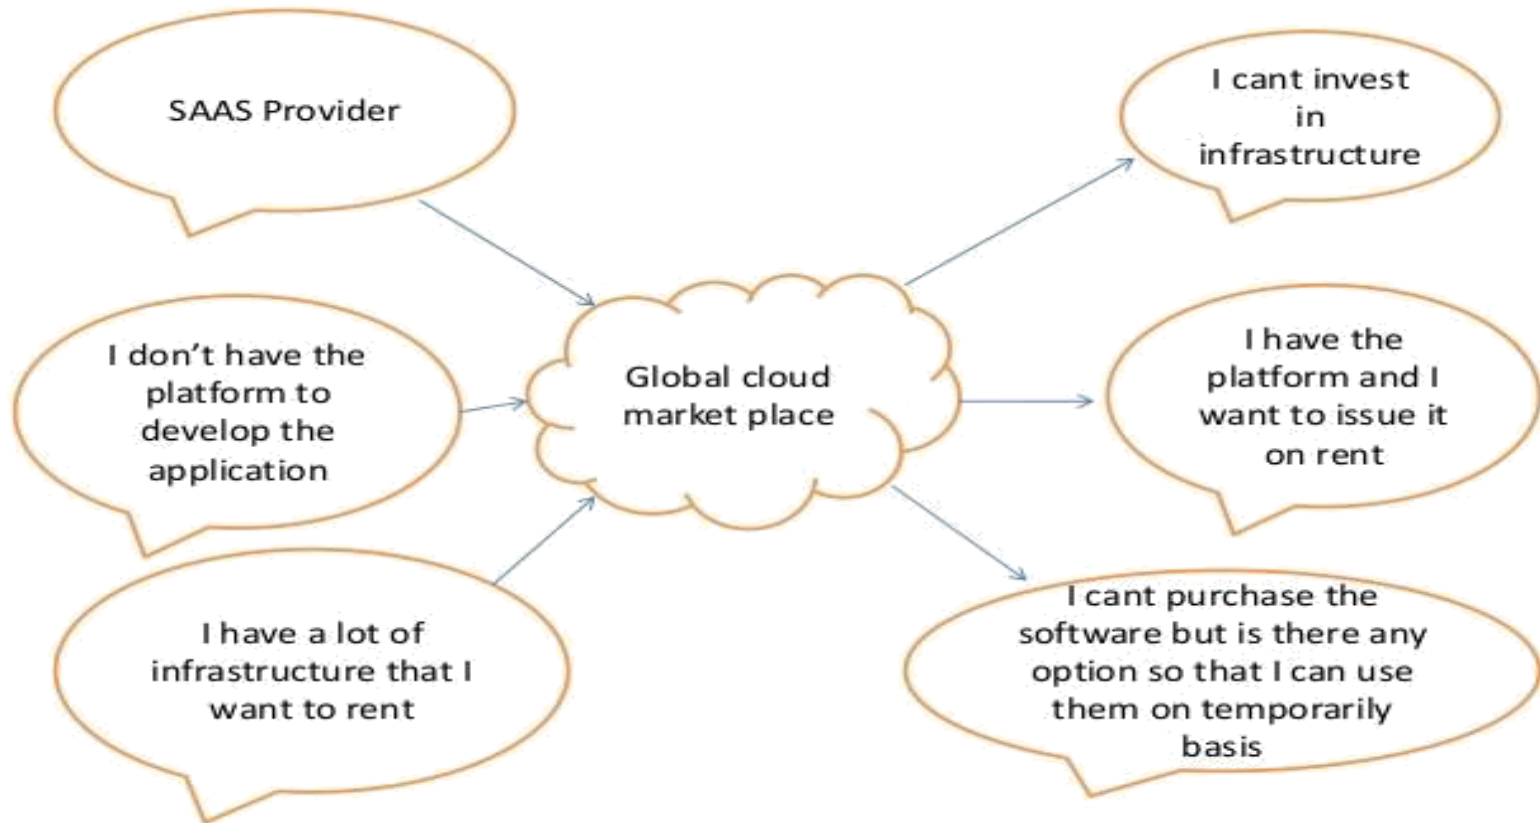 SAAS Provider
I don’t have the
platform to
develop the
application
I have a lot of
infrastructure that I
want to rent
Global cloud
market place
I cant invest
in
infrastructure
I have the
platform and I
want to issue it
on rent
I cant purchase the
software but is there any
option so that I can use
them on temporarily
basis